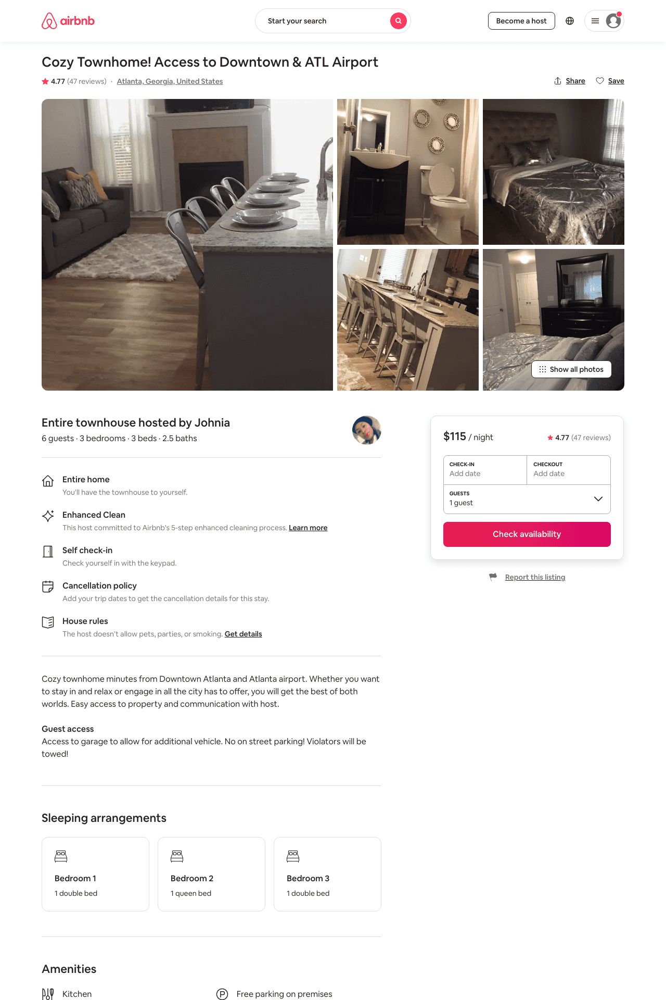 airbnb
Start your search
Become a host
Cozy Townhome! Access to Downtown & ATL Airport
4.77 (47 reviews) · Atlanta, Georgia, United States
Share
Save
Show all photos
Entire townhouse hosted by Johnia
6 guests · 3 bedrooms · 3 beds · 2.5 baths
Entire home
You’ll have the townhouse to yourself.
Enhanced Clean
This host committed to Airbnb's 5-step enhanced cleaning process. Learn more
Self check-in
Check yourself in with the keypad.
Cancellation policy
Add your trip dates to get the cancellation details for this stay.
House rules
The host doesn’t allow pets, parties, or smoking. Get details
$115 / night
4.77 (47 reviews)
CHECK-IN
Add date
CHECKOUT
Add date
GUESTS
1 guest
Check availability
Report this listing
Cozy townhome minutes from Downtown Atlanta and Atlanta airport. Whether you want
to stay in and relax or engage in all the city has to offer, you will get the best of both
worlds. Easy access to property and communication with host.
Guest access
Access to garage to allow for additional vehicle. No on street parking! Violators will be
towed!
Sleeping arrangements
Bedroom 1
1 double bed
Bedroom 2
1 queen bed
Bedroom 3
1 double bed
Amenities
Kitchen
Free parking on premises